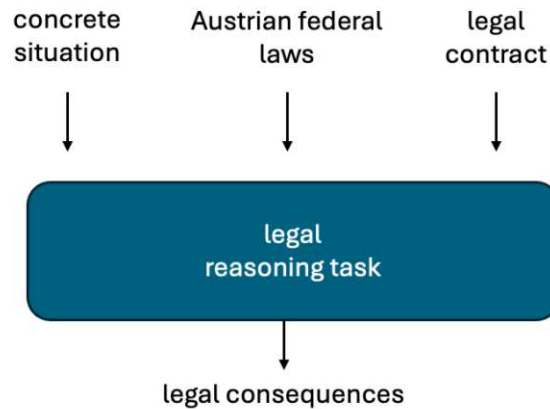 concrete
situation
Austrian federal
laws
legal
contract
legal
reasoning task
legal consequences